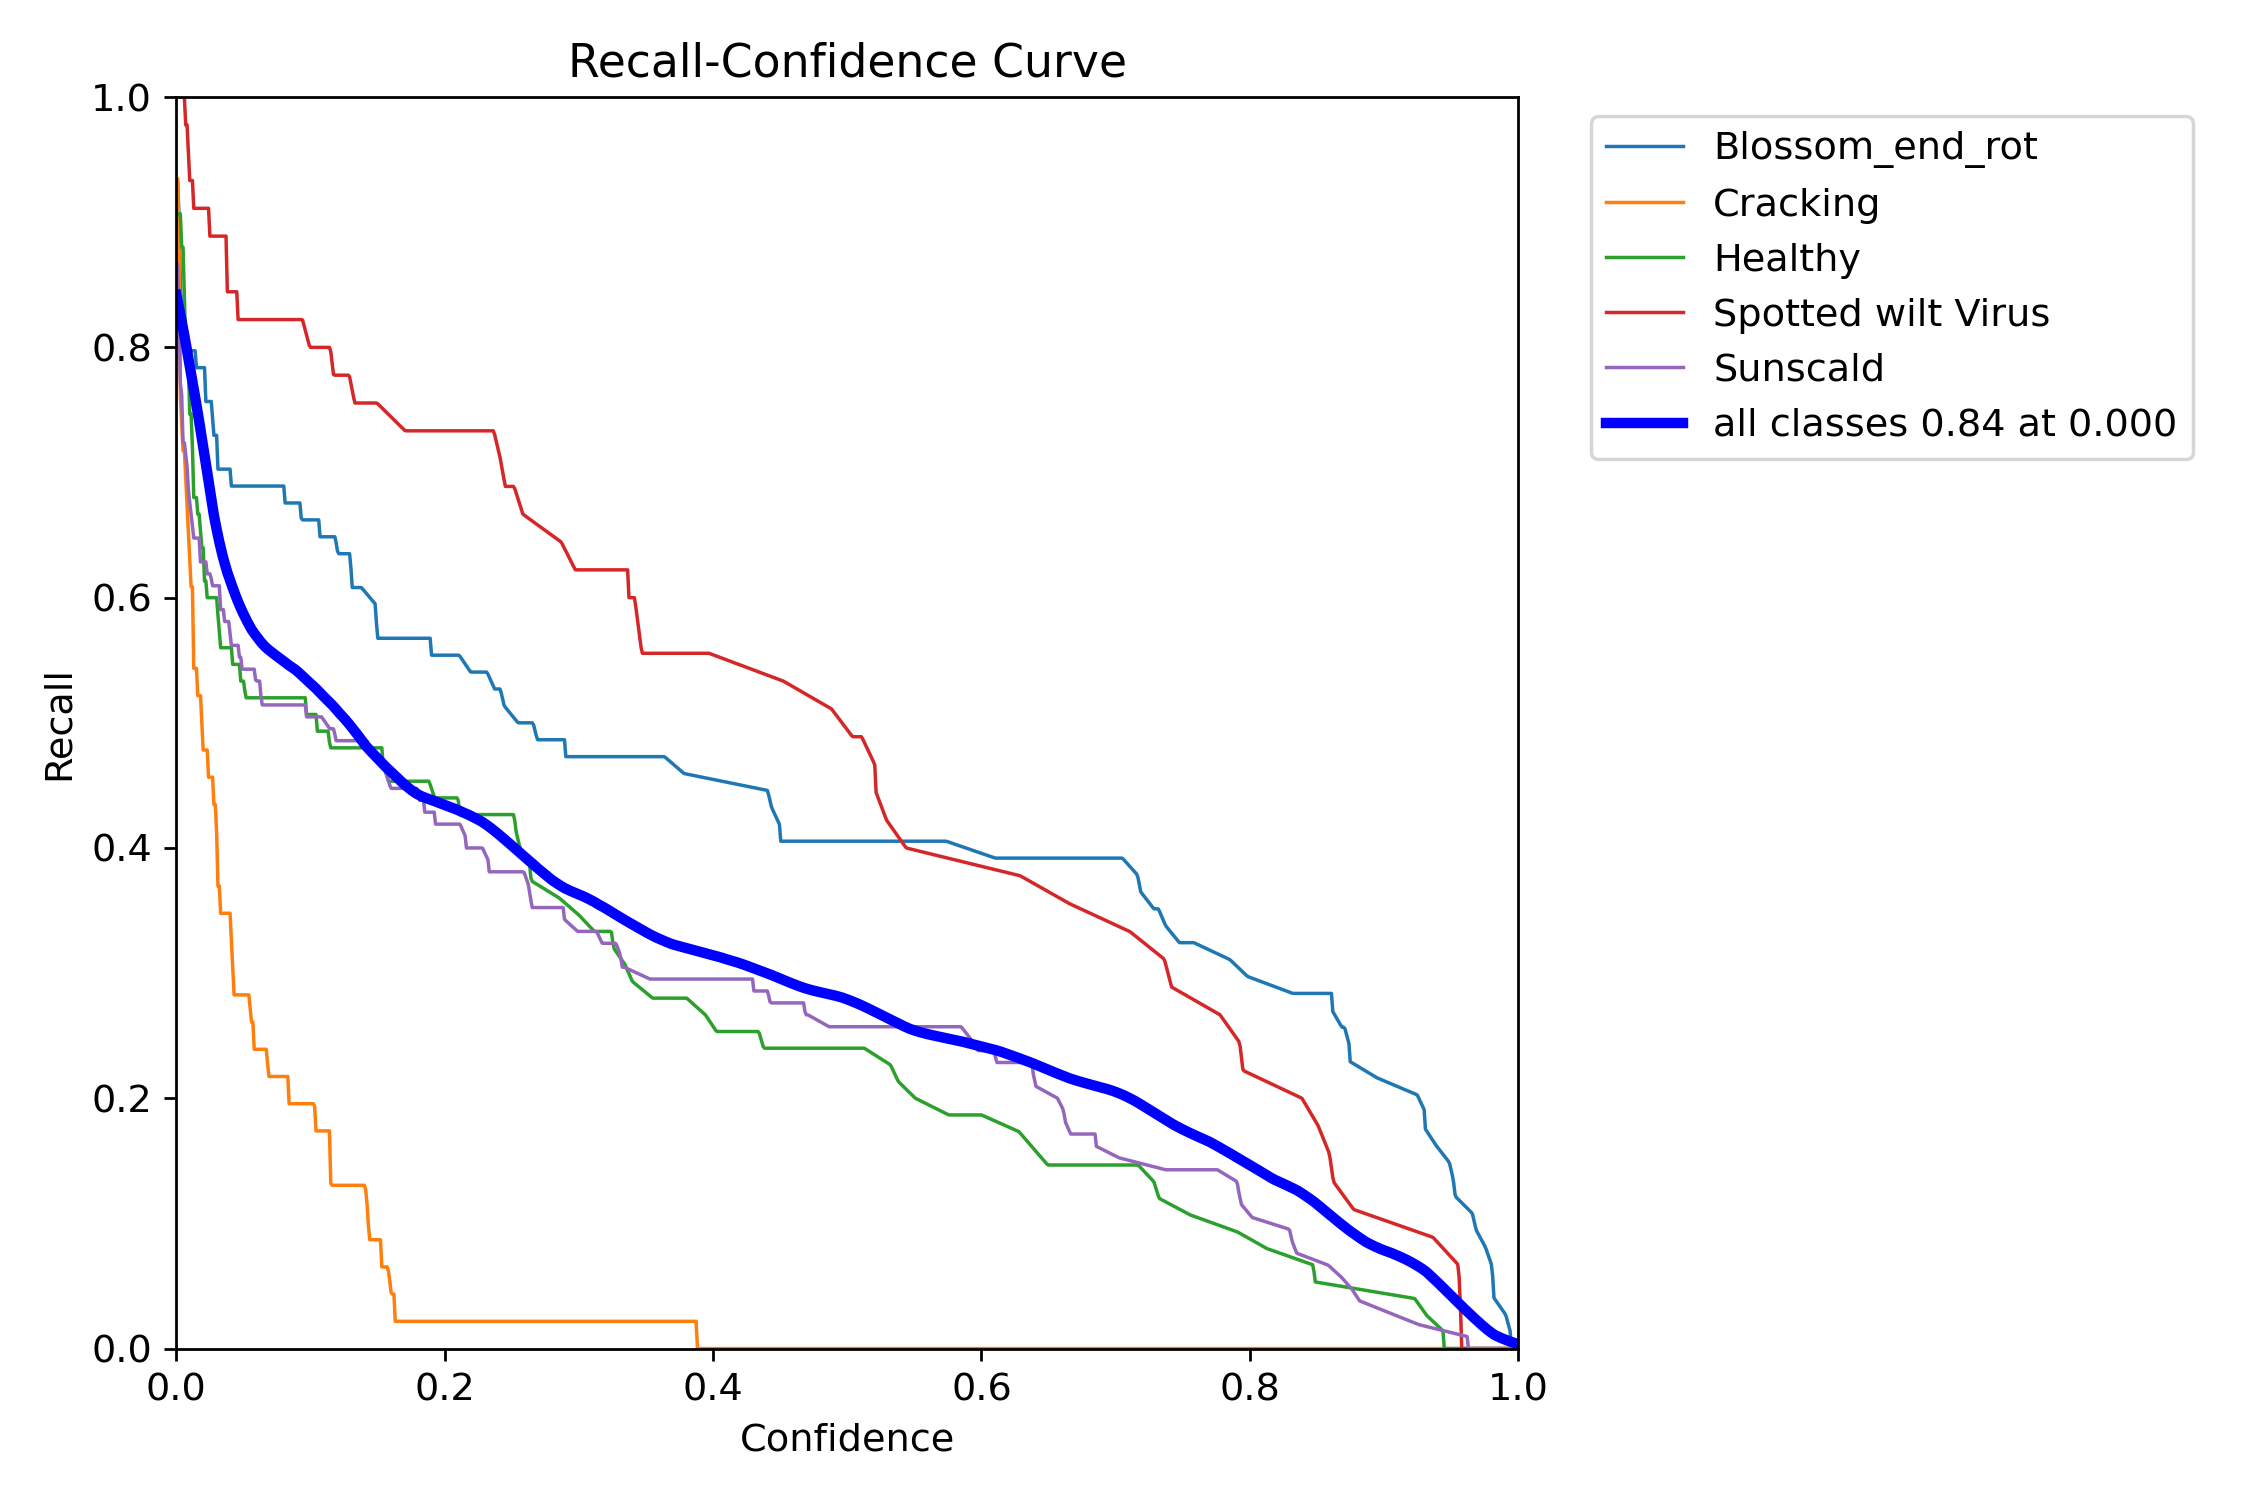 Recall-Confidence Curve
1.0
0.8
0.6
0.4
0.2
0.0
Recall
0.0 0.2 0.4 0.6 0.8 1.0
Confidence
Blossom_end_rot
Cracking
Healthy
Spotted wilt Virus
Sunscald
all classes 0.84 at 0.000